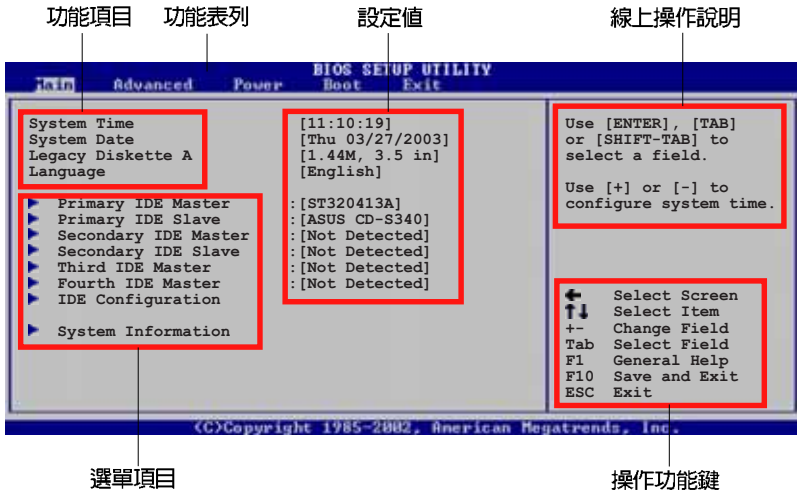 功能項目 功能表列 設定值 線上操作說明
BIOS SETUP UTILITY
Main Advanced Power Boot Exit
System Time [11:10:19]
System Date [Thu 03/27/2003]
Legacy Diskette A [1.44M, 3.5 in]
Language [English]
Primary IDE Master :[ST320413A]
Primary IDE Slave :[ASUS CD-S340]
Secondary IDE Master :[Not Detected]
Secondary IDE Slave :[Not Detected]
Third IDE Master :[Not Detected]
Fourth IDE Master :[Not Detected]
IDE Configuration
System Information
Use [ENTER], [TAB]
or [SHIFT-TAB] to
select a field.
Use [+] or [-] to
configure system time.
← Select Screen
↑↓ Select Item
+- Change Field
Tab Select Field
F1 General Help
F10 Save and Exit
ESC Exit
(C)Copyright 1985-2002, American Megatrends, Inc.
選單項目 操作功能鍵